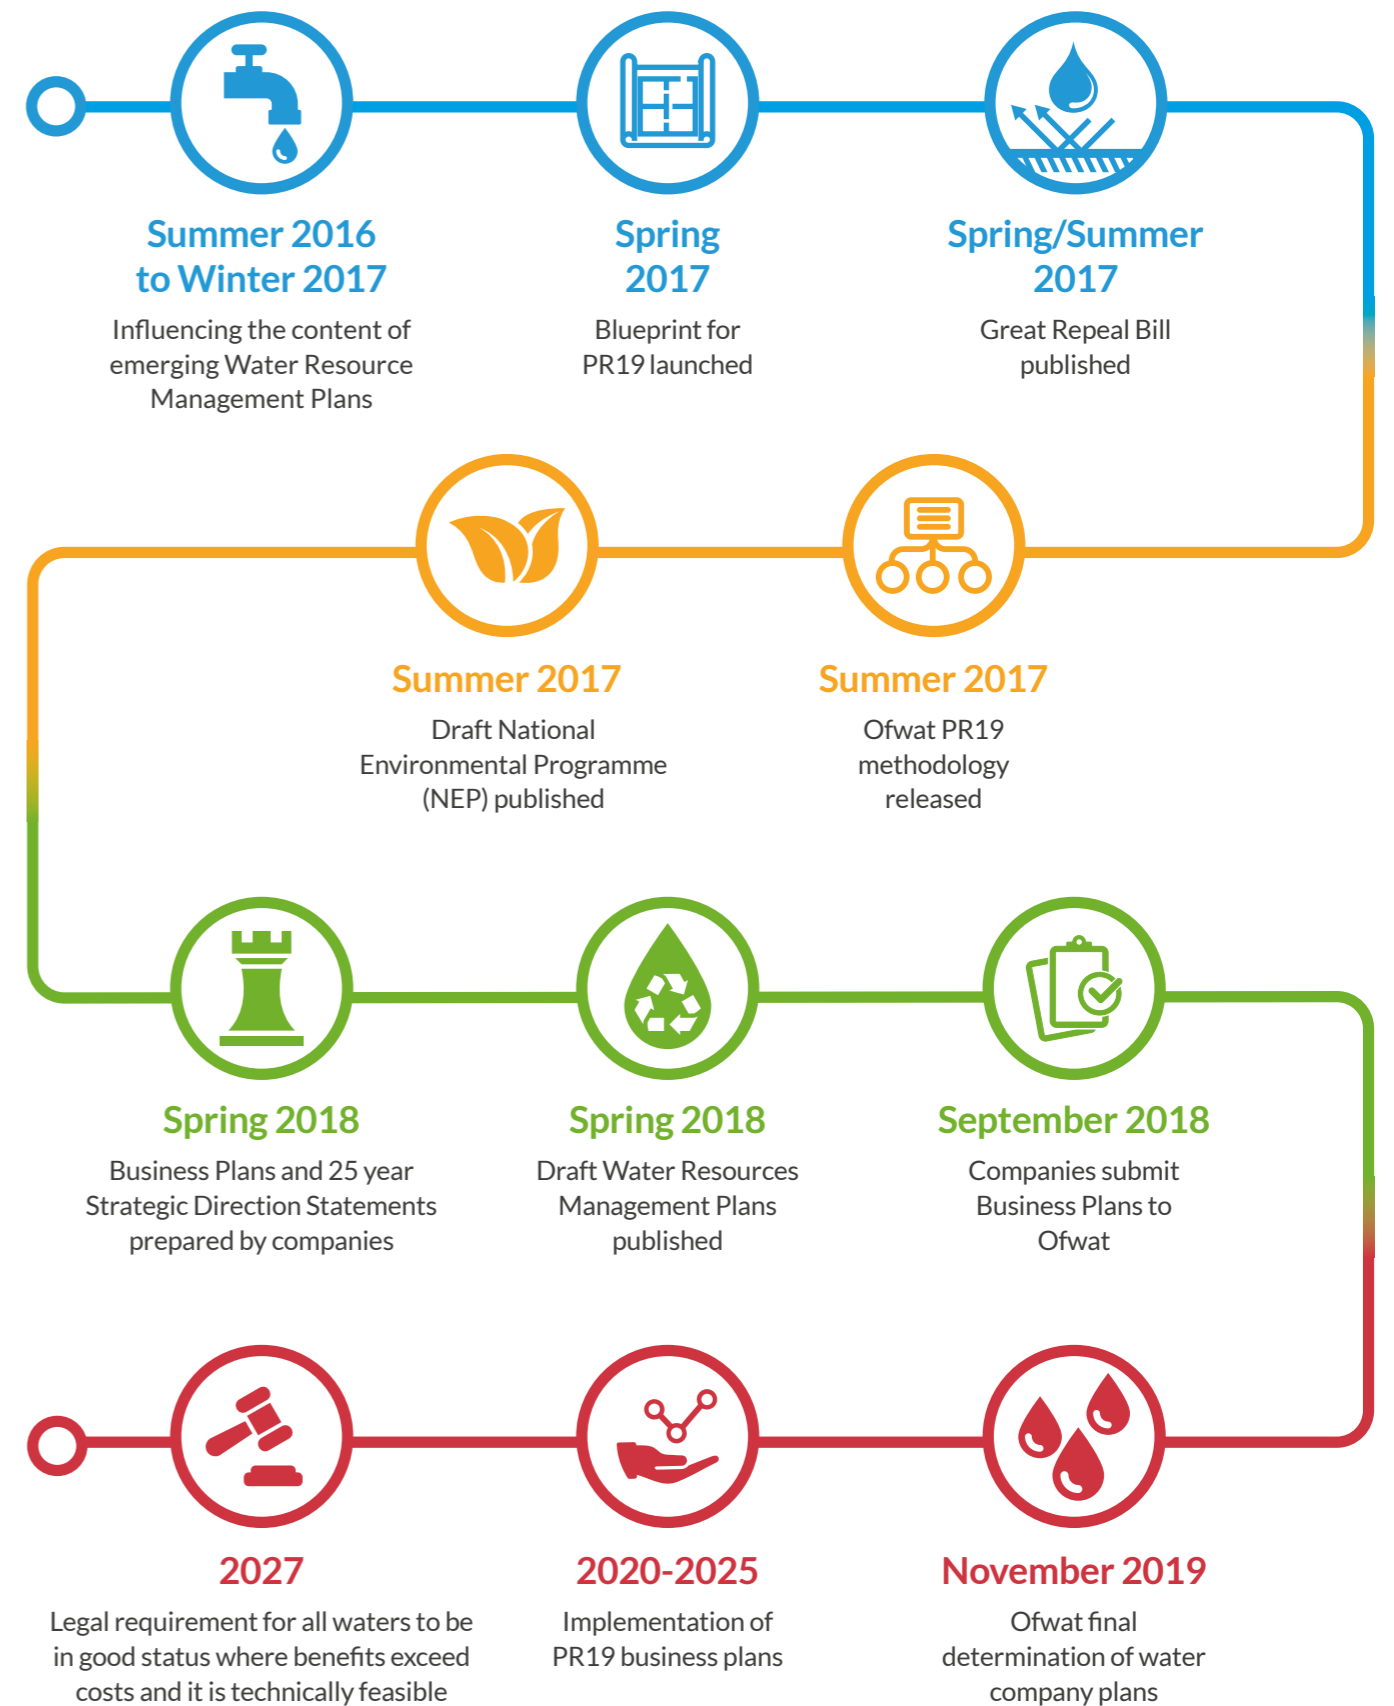 Summer 2016
to Winter 2017
Influencing the content of
emerging Water Resource
Management Plans
Spring
2017
Blueprint for
PR19 launched
Spring/Summer
2017
Great Repeal Bill
published
Summer 2017
Draft National
Environmental Programme
(NEP) published
Summer 2017
Ofwat PR19
methodology
released
Spring 2018
Business Plans and 25 year
Strategic Direction Statements
prepared by companies
Spring 2018
Draft Water Resources
Management Plans
published
September 2018
Companies submit
Business Plans to
Ofwat
2027
Legal requirement for all waters to be
in good status where benefits exceed
costs and it is technically feasible
2020-2025
Implementation of
PR19 business plans
November 2019
Ofwat final
determination of water
company plans